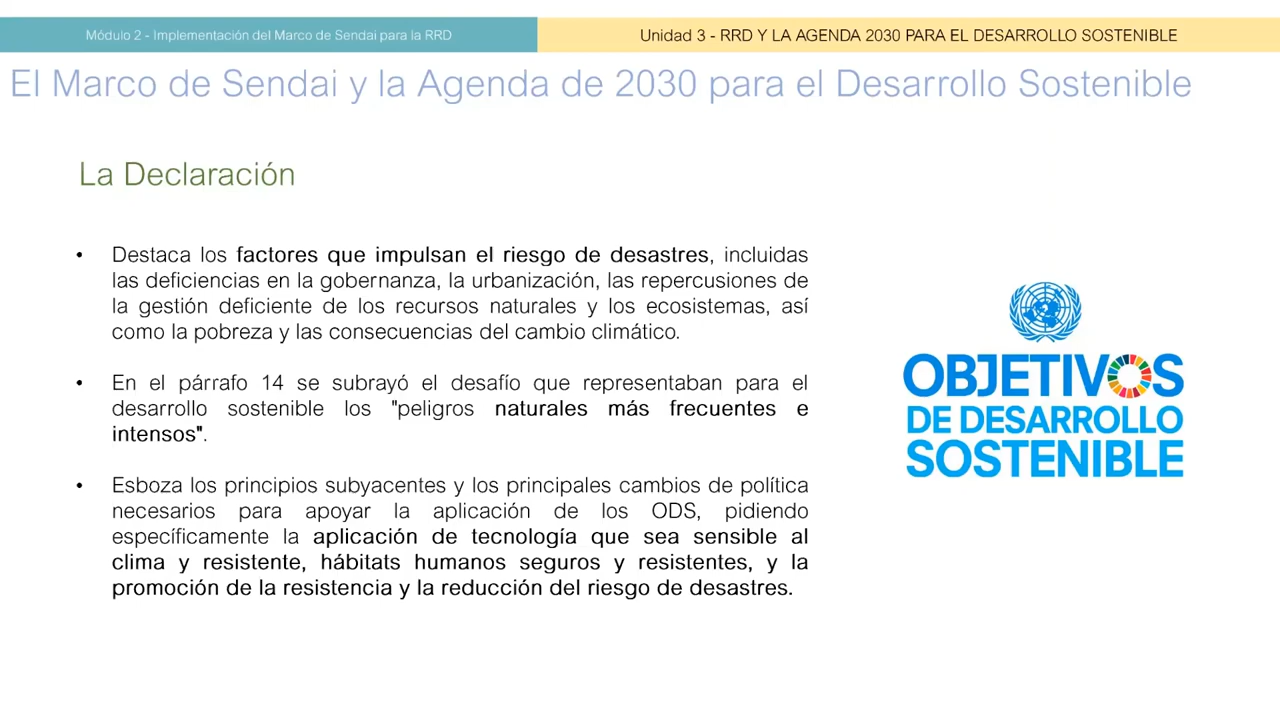 Módulo 2 - Implementación del Marco de Sendai para la RRD
Unidad 3 - RRD Y LA AGENDA 2030 PARA EL DESARROLLO SOSTENIBLE
El Marco de Sendai y la Agenda de 2030 para el Desarrollo Sostenible
La Declaración
• Destaca los factores que impulsan el riesgo de desastres, incluidas
las deficiencias en la gobernanza, la urbanización, las repercusiones de
la gestión deficiente de los recursos naturales y los ecosistemas, así
como la pobreza y las consecuencias del cambio climático.
• En el párrafo 14 se subrayó el desafío que representaban para el
desarrollo sostenible los "peligros naturales más frecuentes e
intensos".
• Esboza los principios subyacentes y los principales cambios de política
necesarios para apoyar la aplicación de los ODS, pidiendo
específicamente la aplicación de tecnología que sea sensible al
clima y resistente, hábitats humanos seguros y resistentes, y la
promoción de la resistencia y la reducción del riesgo de desastres.
OBJETIVOS
DE DESARROLLO
SOSTENIBLE